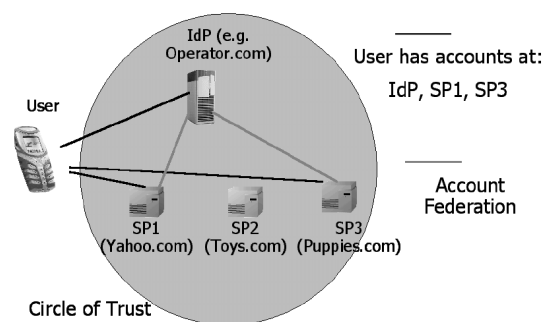 IdP (e.g.
Operator.com)
User has accounts at:
IdP, SP1, SP3
User
Account
Federation
SP1
(Yahoo.com)
SP2
(Toys.com)
SP3
(Puppies.com)
Circle of Trust